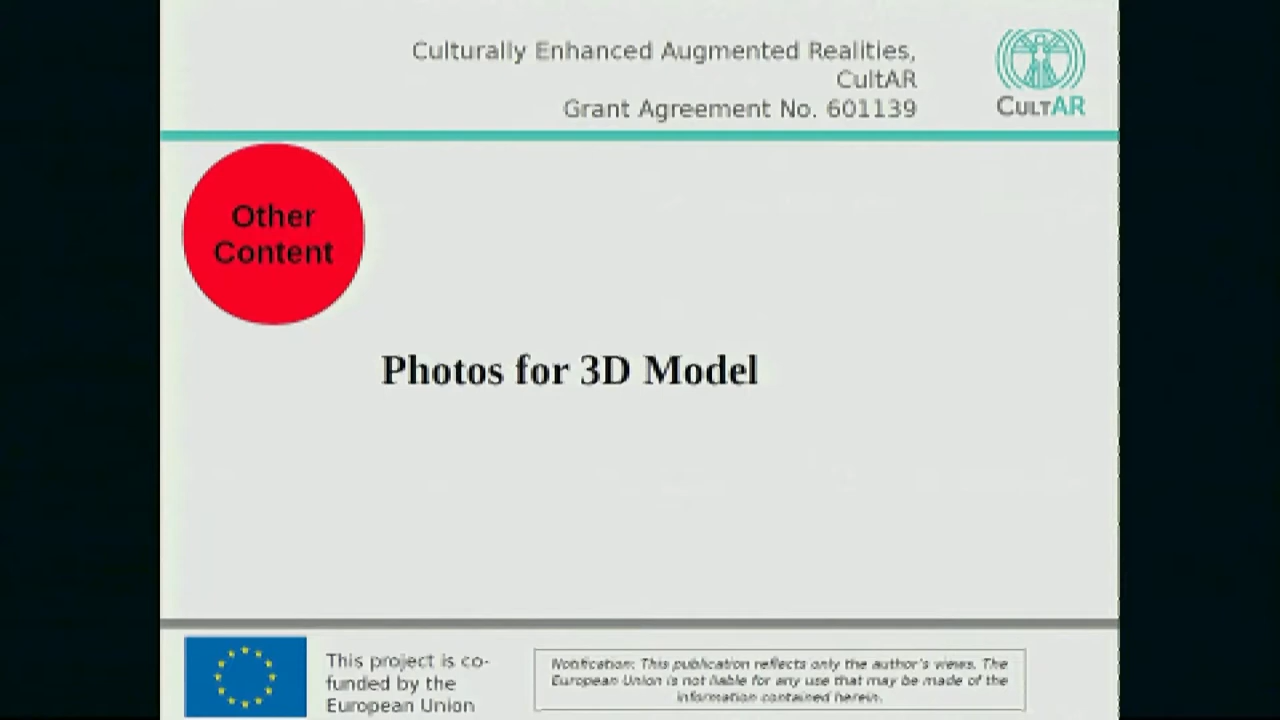 Culturally Enhanced Augmented Realities,
CultAR
Grant Agreement No. 601139
CULTAR
Other
Content
Photos for 3D Model
This project is co-
funded by the
European Union
Notification: This publication reflects only the author's views. The
European Union is not liable for any use that may be made of the
information contained herein.